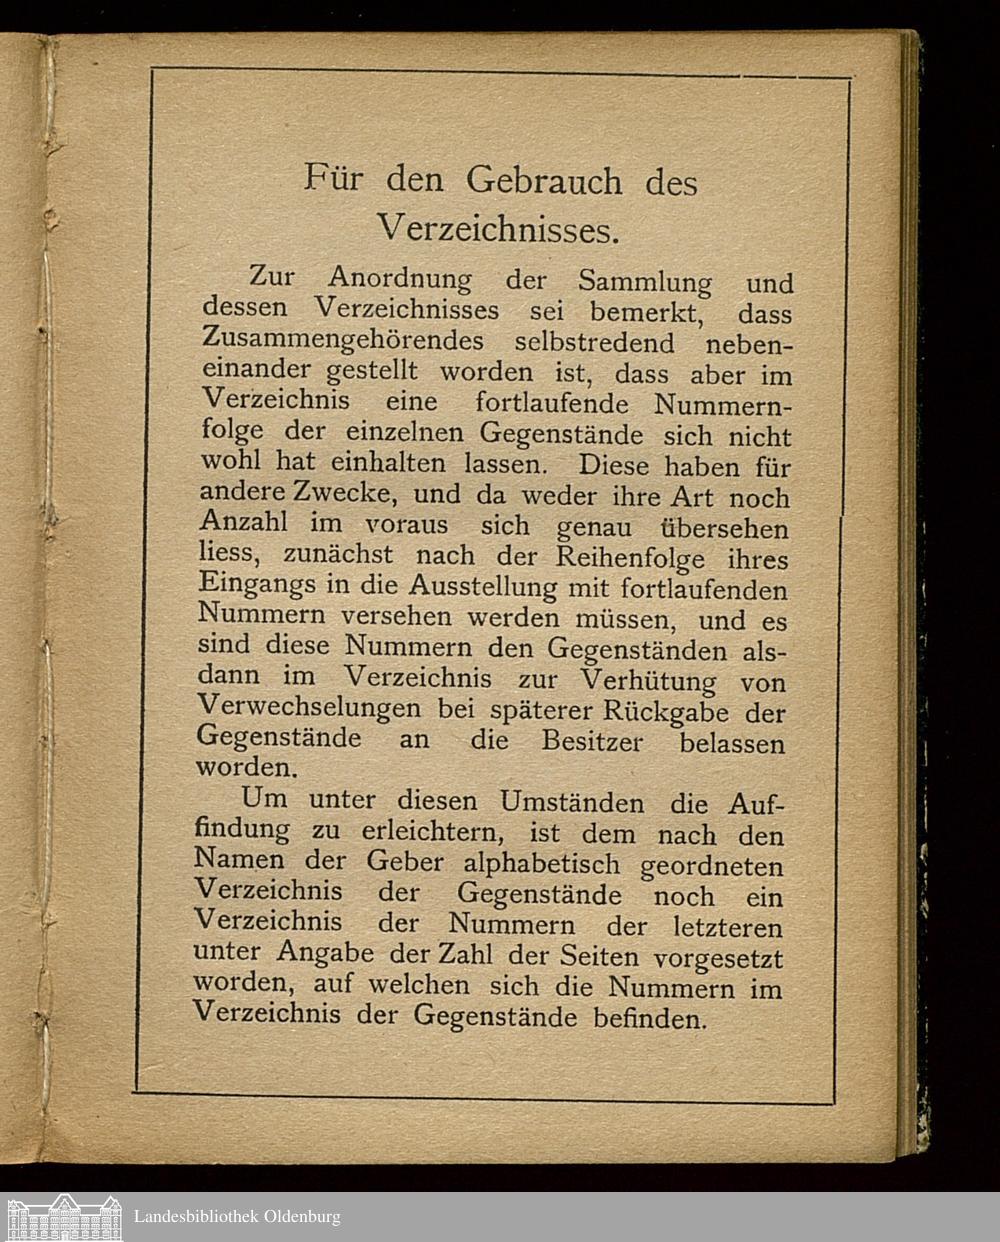 Für den Gebrauch des
Verzeichnisses.
Zur Anordnung der Sammlung und
dessen Verzeichnisses sei bemerkt, dass
Zusammengehörendes selbstredend neben-
einander gestellt worden ist, dass aber im
Verzeichnis eine fortlaufende Nummern-
folge der einzelnen Gegenstände sich nicht
wohl hat einhalten lassen. Diese haben für
andere Zwecke, und da weder ihre Art noch
Anzahl im voraus sich genau übersehen
liess, zunächst nach der Reihenfolge ihres
Eingangs in die Ausstellung mit fortlaufenden
Nummern versehen werden müssen, und es
sind diese Nummern den Gegenständen als-
dann im Verzeichnis zur Verhütung von
Verwechselungen bei späterer Rückgabe der
Gegenstände an die Besitzer belassen
worden.
Um unter diesen Umständen die Auf-
findung zu erleichtern, ist dem nach den
Namen der Geber alphabetisch geordneten
Verzeichnis der Gegenstände noch ein
Verzeichnis der Nummern der letzteren
unter Angabe der Zahl der Seiten vorgesetzt
worden, auf welchen sich die Nummern im
Verzeichnis der Gegenstände befinden.
Landesbibliothek Oldenburg